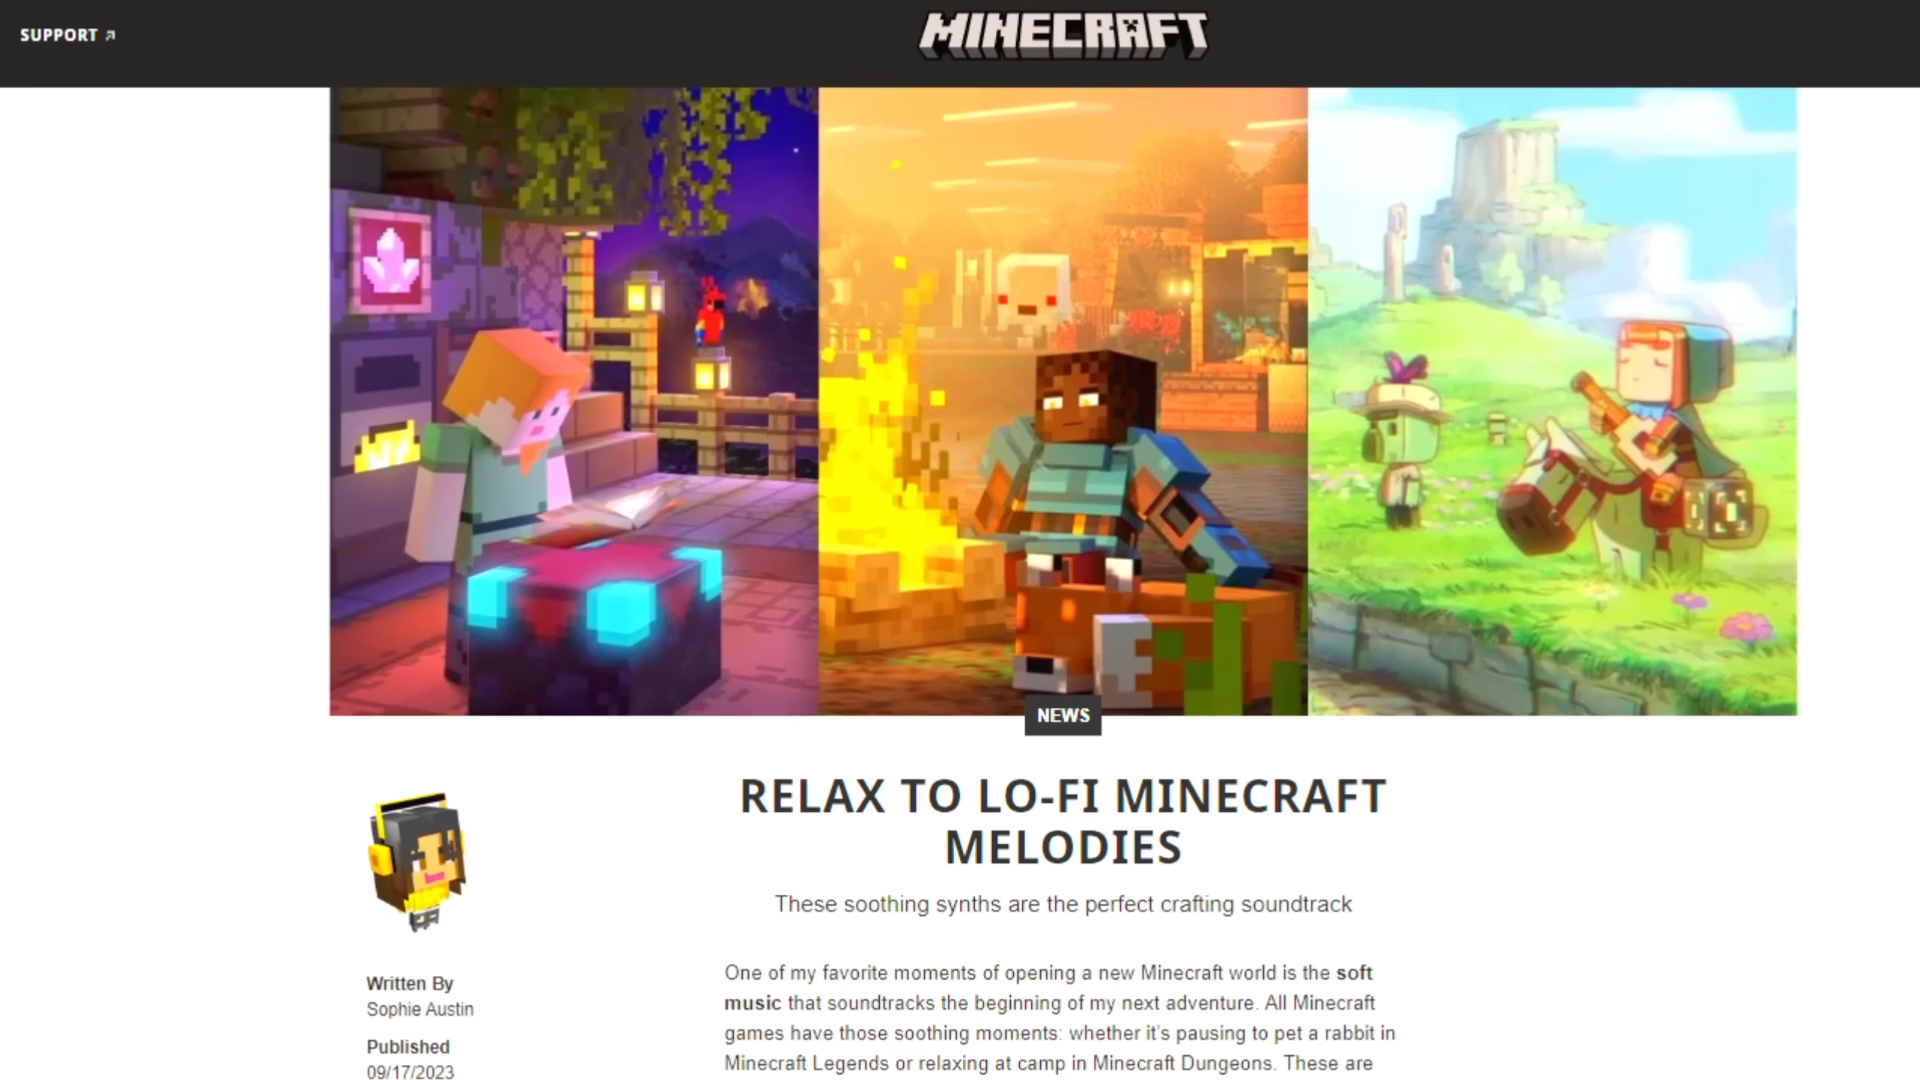 SUPPORT
MINECRAFT
NEWS
RELAX TO LO-FI MINECRAFT
MELODIES
These soothing synths are the perfect crafting soundtrack
Written By
Sophie Austin
Published
09/17/2023
One of my favorite moments of opening a new Minecraft world is the soft
music that soundtracks the beginning of my next adventure. All Minecraft
games have those soothing moments: whether it's pausing to pet a rabbit in
Minecraft Legends or relaxing at camp in Minecraft Dungeons. These are